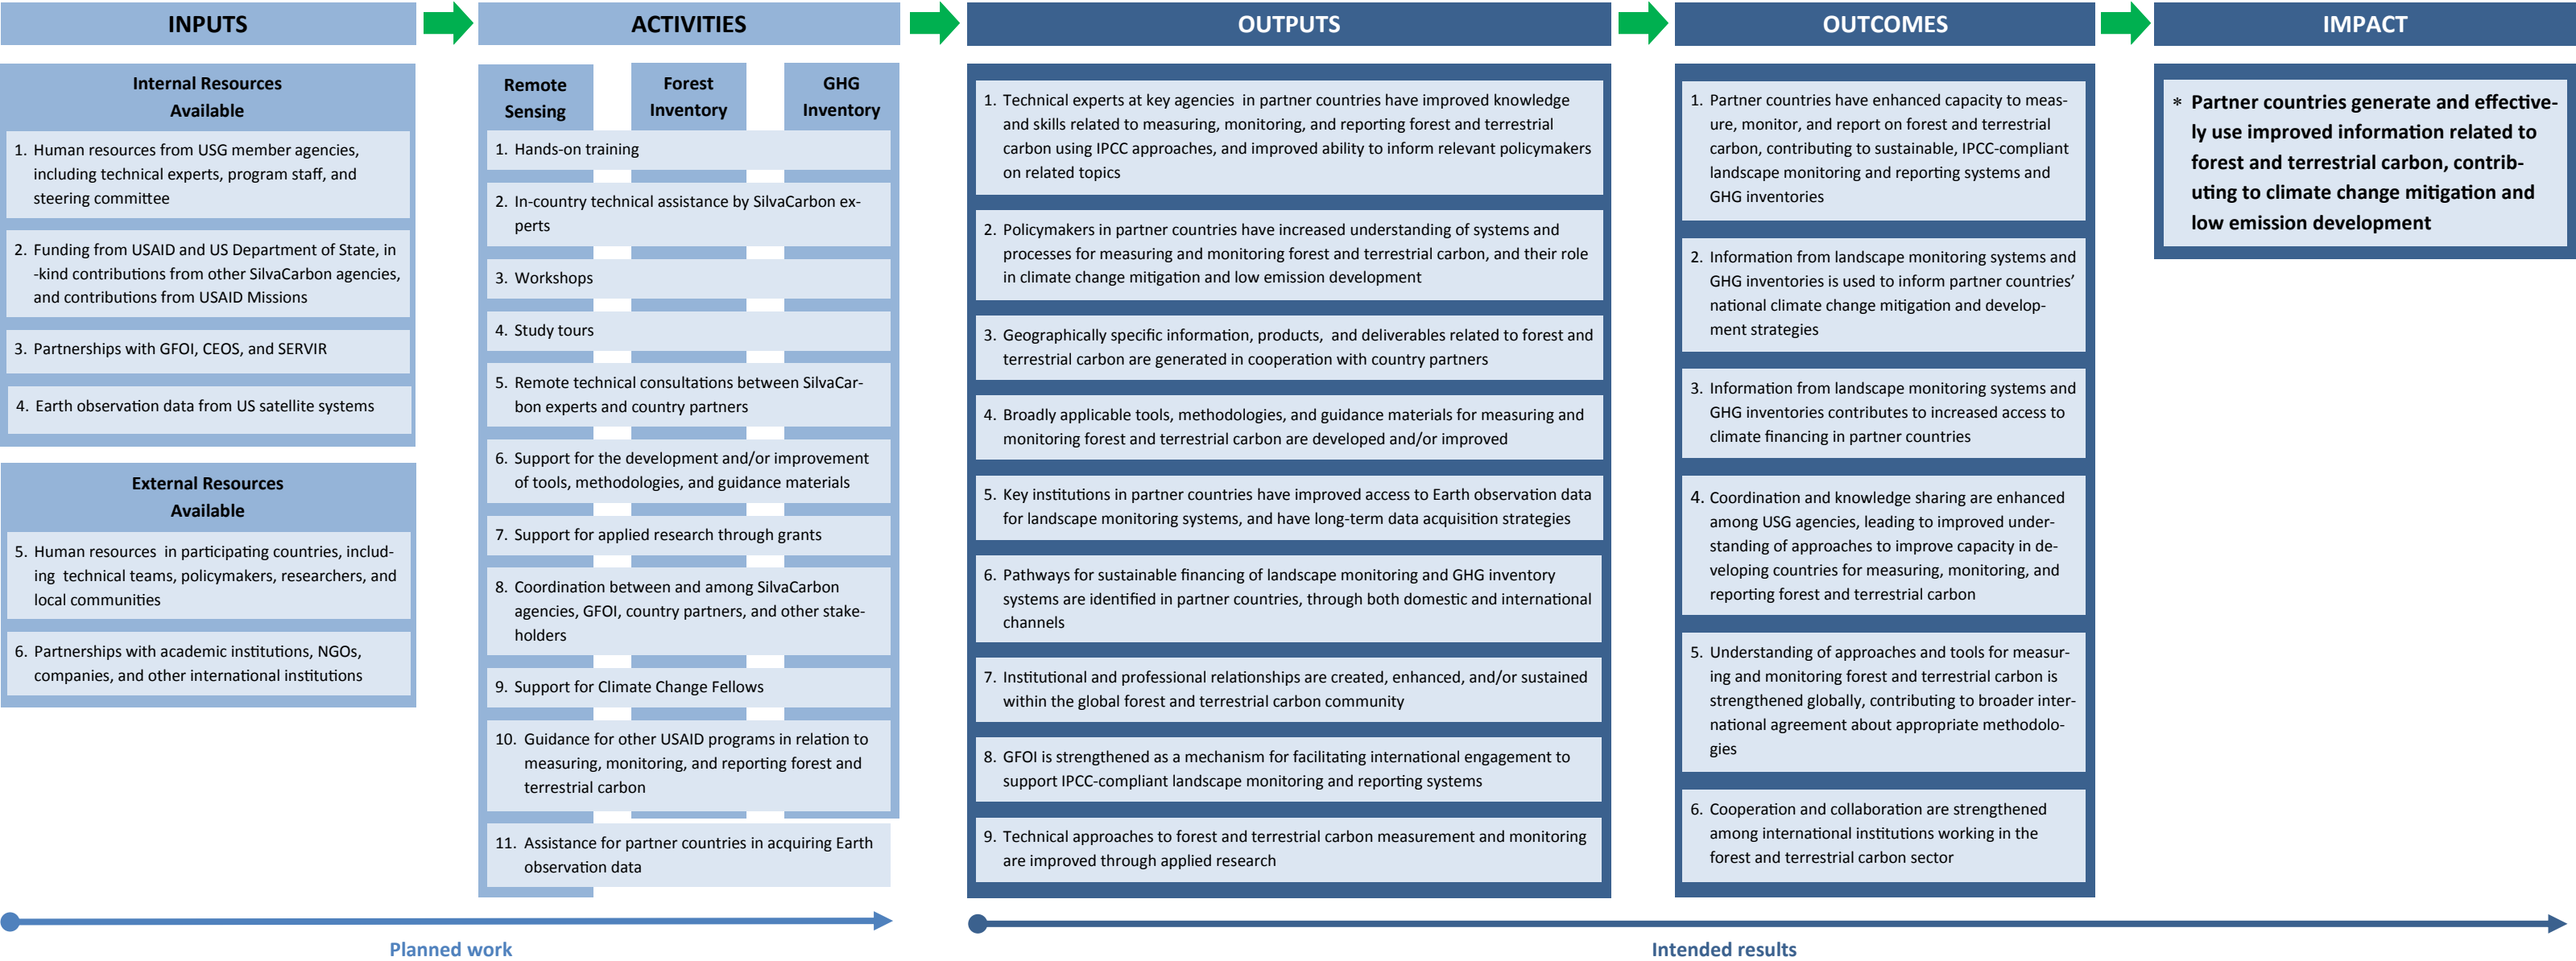 INPUTS
ACTIVITIES
OUTPUTS
OUTCOMES
IMPACT
Internal Resources
Available
1. Human resources from USG member agencies,
including technical experts, program staff, and
steering committee
2. Funding from USAID and US Department of State, in
-kind contributions from other SilvaCarbon agencies,
and contributions from USAID Missions
3. Partnerships with GFOI, CEOS, and SERVIR
4. Earth observation data from US satellite systems
External Resources
Available
5. Human resources in participating countries, includ-
ing technical teams, policymakers, researchers, and
local communities
6. Partnerships with academic institutions, NGOs,
companies, and other international institutions
Remote
Sensing
Forest
Inventory
GHG
Inventory
1. Hands-on training
2. In-country technical assistance by SilvaCarbon ex-
perts
3. Workshops
4. Study tours
5. Remote technical consultations between SilvaCar-
bon experts and country partners
6. Support for the development and/or improvement
of tools, methodologies, and guidance materials
7. Support for applied research through grants
8. Coordination between and among SilvaCarbon
agencies, GFOI, country partners, and other stake-
holders
9. Support for Climate Change Fellows
10. Guidance for other USAID programs in relation to
measuring, monitoring, and reporting forest and
terrestrial carbon
11. Assistance for partner countries in acquiring Earth
observation data
1. Technical experts at key agencies in partner countries have improved knowledge
and skills related to measuring, monitoring, and reporting forest and terrestrial
carbon using IPCC approaches, and improved ability to inform relevant policymakers
on related topics
2. Policymakers in partner countries have increased understanding of systems and
processes for measuring and monitoring forest and terrestrial carbon, and their role
in climate change mitigation and low emission development
3. Geographically specific information, products, and deliverables related to forest and
terrestrial carbon are generated in cooperation with country partners
4. Broadly applicable tools, methodologies, and guidance materials for measuring and
monitoring forest and terrestrial carbon are developed and/or improved
5. Key institutions in partner countries have improved access to Earth observation data
for landscape monitoring systems, and have long-term data acquisition strategies
6. Pathways for sustainable financing of landscape monitoring and GHG inventory
systems are identified in partner countries, through both domestic and international
channels
7. Institutional and professional relationships are created, enhanced, and/or sustained
within the global forest and terrestrial carbon community
8. GFOI is strengthened as a mechanism for facilitating international engagement to
support IPCC-compliant landscape monitoring and reporting systems
9. Technical approaches to forest and terrestrial carbon measurement and monitoring
are improved through applied research
1. Partner countries have enhanced capacity to meas-
ure, monitor, and report on forest and terrestrial
carbon, contributing to sustainable, IPCC-compliant
landscape monitoring and reporting systems and
GHG inventories
2. Information from landscape monitoring systems and
GHG inventories is used to inform partner countries’
national climate change mitigation and develop-
ment strategies
3. Information from landscape monitoring systems and
GHG inventories contributes to increased access to
climate financing in partner countries
4. Coordination and knowledge sharing are enhanced
among USG agencies, leading to improved under-
standing of approaches to improve capacity in de-
veloping countries for measuring, monitoring, and
reporting forest and terrestrial carbon
5. Understanding of approaches and tools for measur-
ing and monitoring forest and terrestrial carbon is
strengthened globally, contributing to broader inter-
national agreement about appropriate methodolo-
gies
6. Cooperation and collaboration are strengthened
among international institutions working in the
forest and terrestrial carbon sector
* Partner countries generate and effective-
ly use improved information related to
forest and terrestrial carbon, contrib-
uting to climate change mitigation and
low emission development
Planned work
Intended results